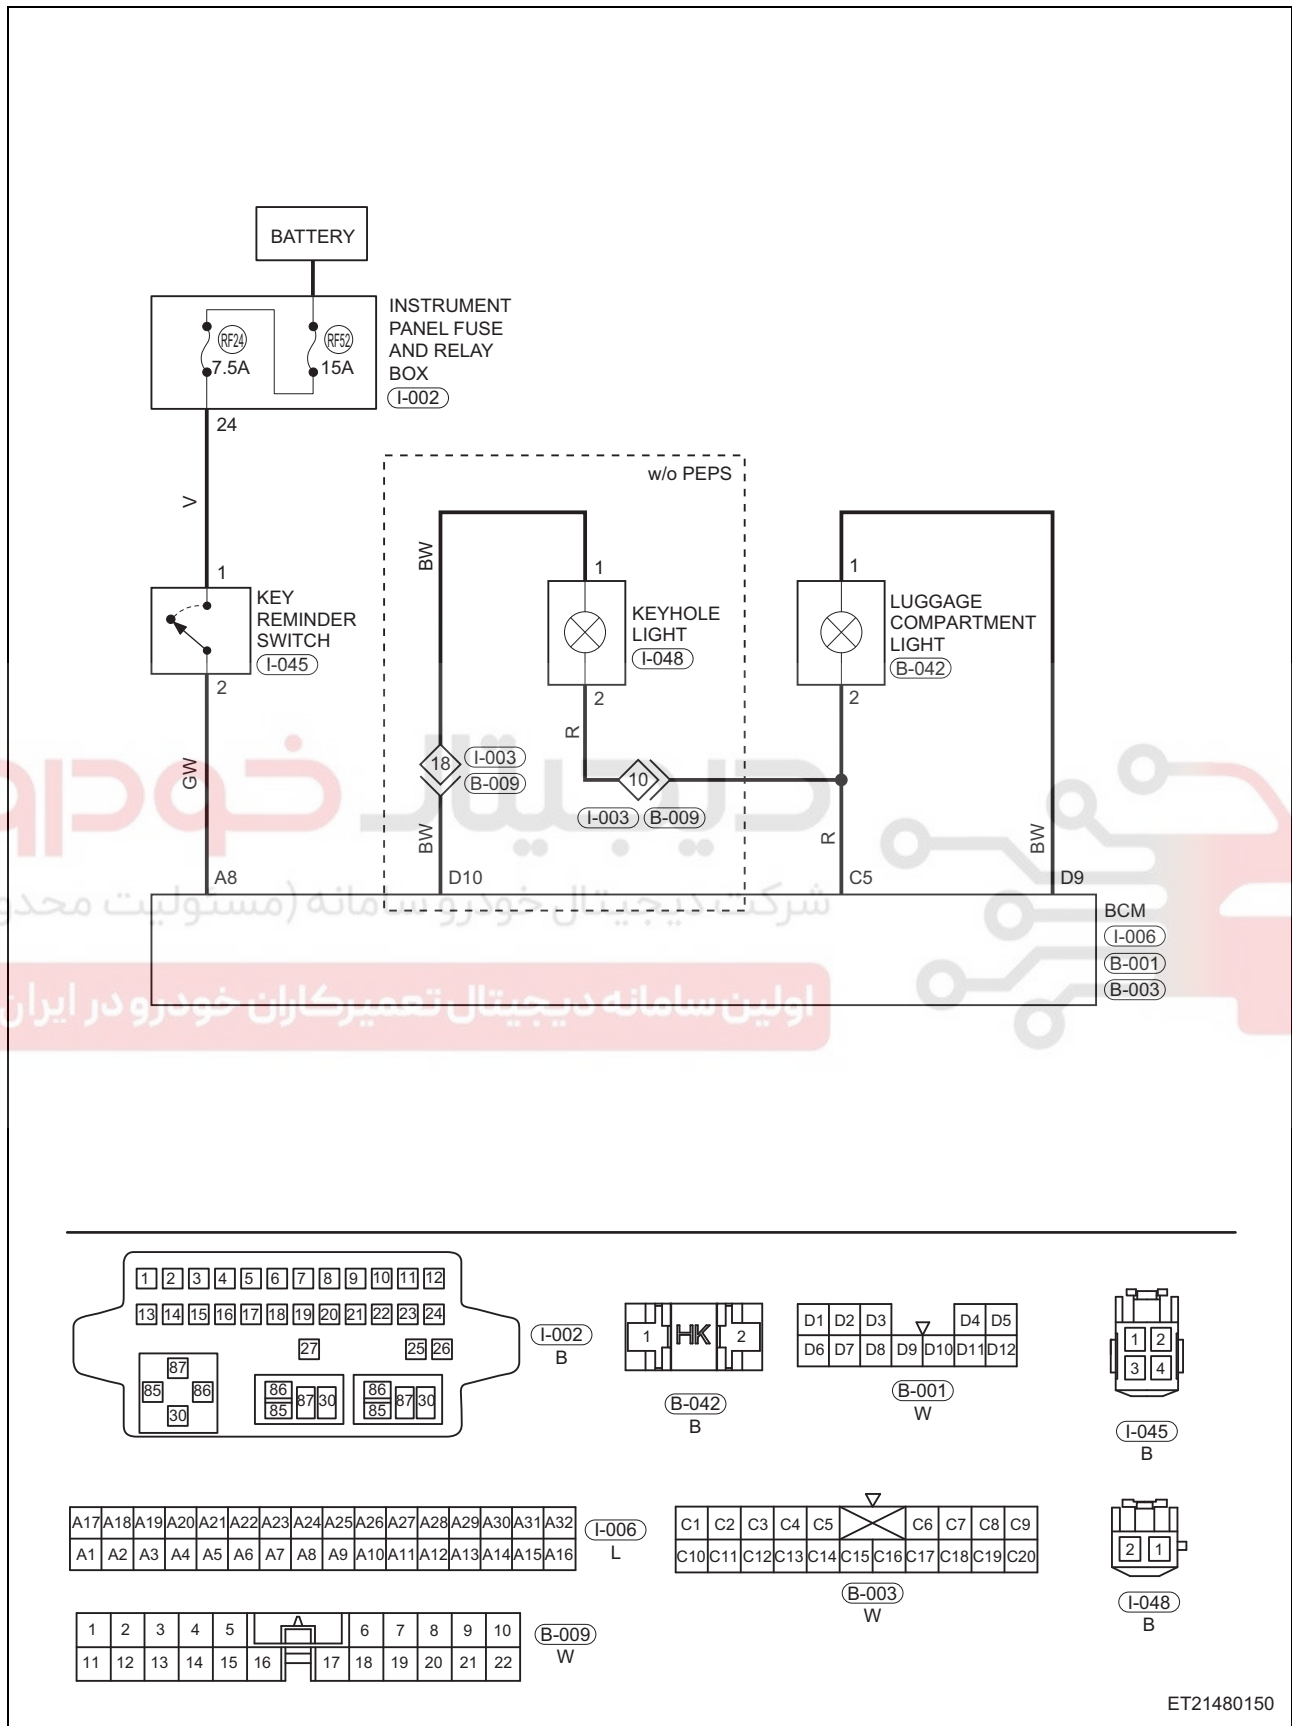 BATTERY
RF24
7.5A
RF52
15A
INSTRUMENT
PANEL FUSE
AND RELAY
BOX
I-002
24
V
w/o PEPS
BW
1
KEY
REMINDER
SWITCH
I-045
2
1
KEYHOLE
LIGHT
I-048
2
1
LUGGAGE
COMPARTMENT
LIGHT
B-042
2
GW
R
18
I-003
B-009
10
I-003
B-009
BW
R
BW
دیجیتال خودرو
A8
D10
C5
D9
شرکت دیجیتال خودرو سامانه (مسئولیت محدو
BCM
I-006
B-001
B-003
اولین سامانه دیجیتال تعمیرکاران خودرو در ایران
1 2 3 4 5 6 7 8 9 10 11 12
13 14 15 16 17 18 19 20 21 22 23 24
27 25 26
87
85 86
30
86
85
87 30
86
85
87 30
I-002
B
1 HK 2
B-042
B
D1 D2 D3 D4 D5
D6 D7 D8 D9 D10 D11 D12
B-001
W
1 2
3 4
I-045
B
A17 A18 A19 A20 A21 A22 A23 A24 A25 A26 A27 A28 A29 A30 A31 A32
A1 A2 A3 A4 A5 A6 A7 A8 A9 A10 A11 A12 A13 A14 A15 A16
I-006
L
C1 C2 C3 C4 C5 C6 C7 C8 C9
C10 C11 C12 C13 C14 C15 C16 C17 C18 C19 C20
B-003
W
2 1
I-048
B
1 2 3 4 5 6 7 8 9 10
11 12 13 14 15 16 17 18 19 20 21 22
B-009
W
ET21480150